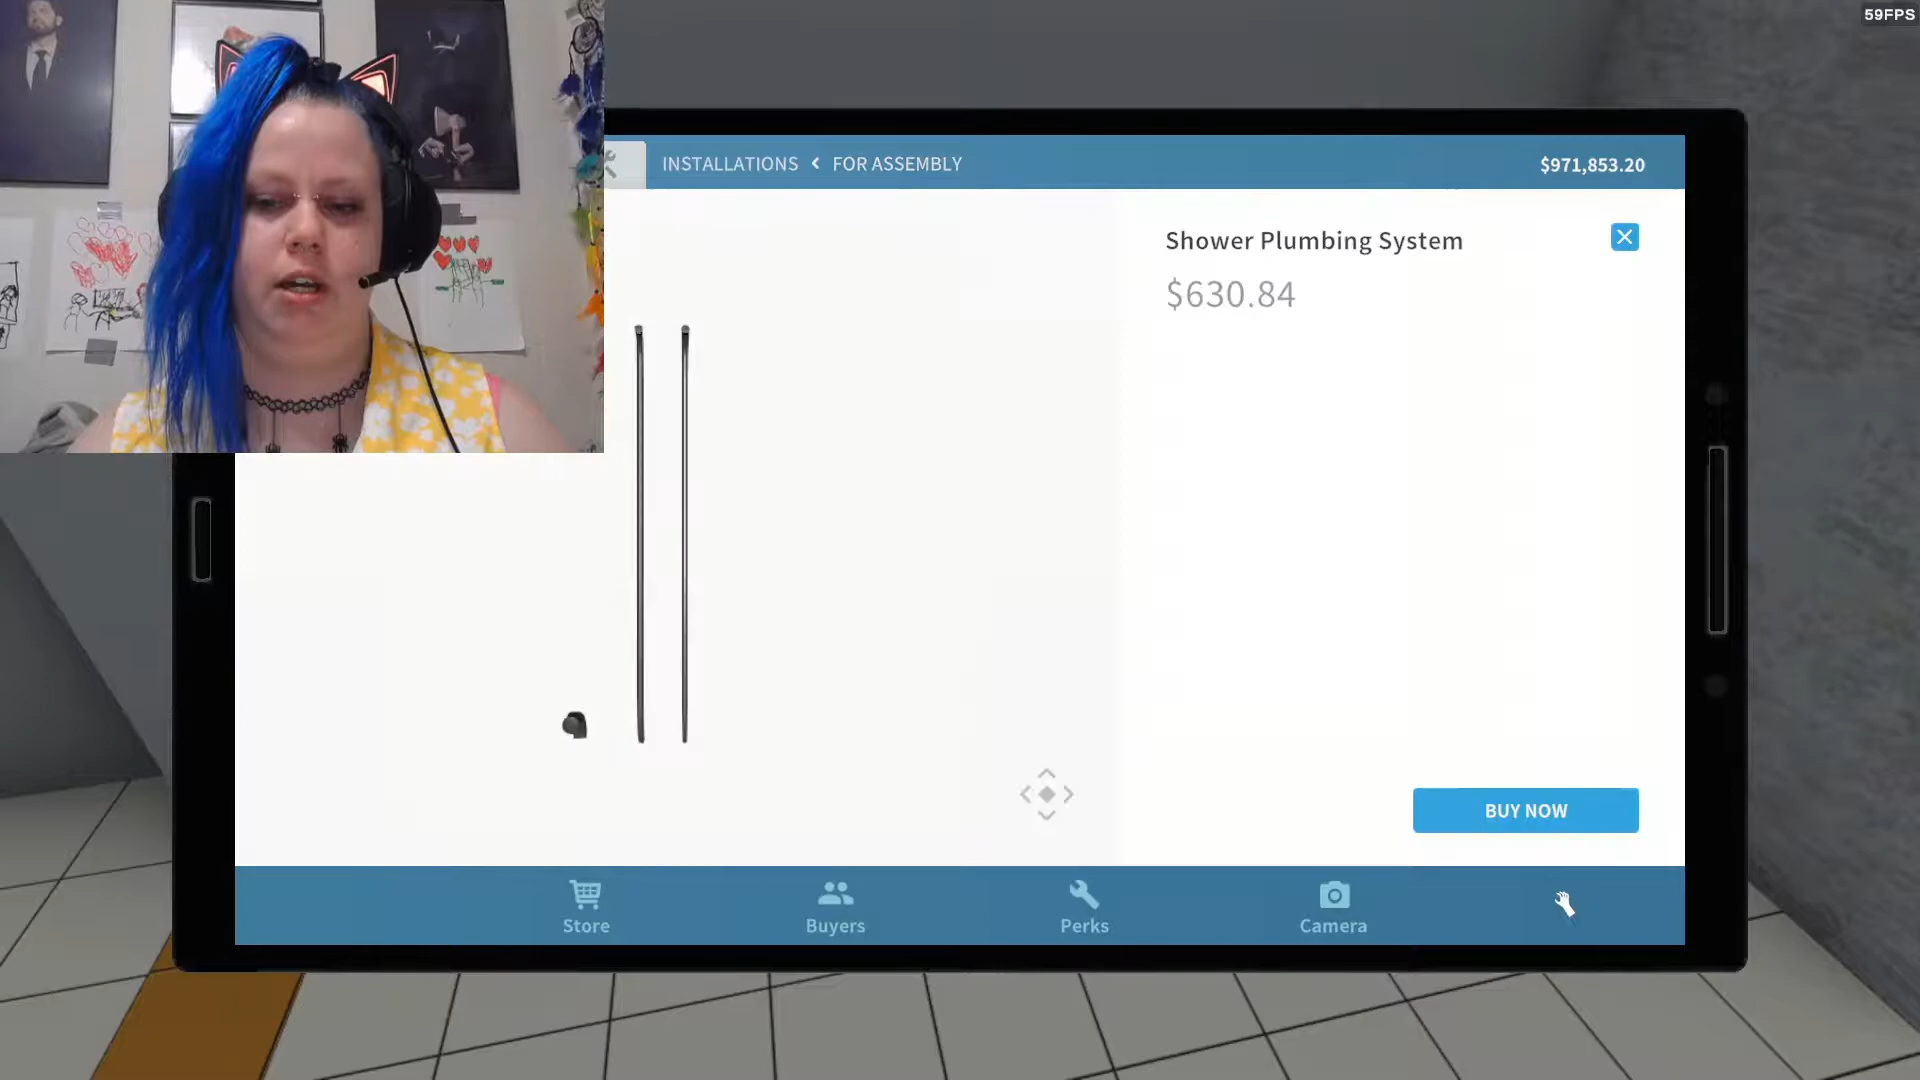 59FPS
INSTALLATIONS < FOR ASSEMBLY
$971,853.20
Shower Plumbing System
$630.84
BUY NOW
Store
Buyers
Perks
Camera